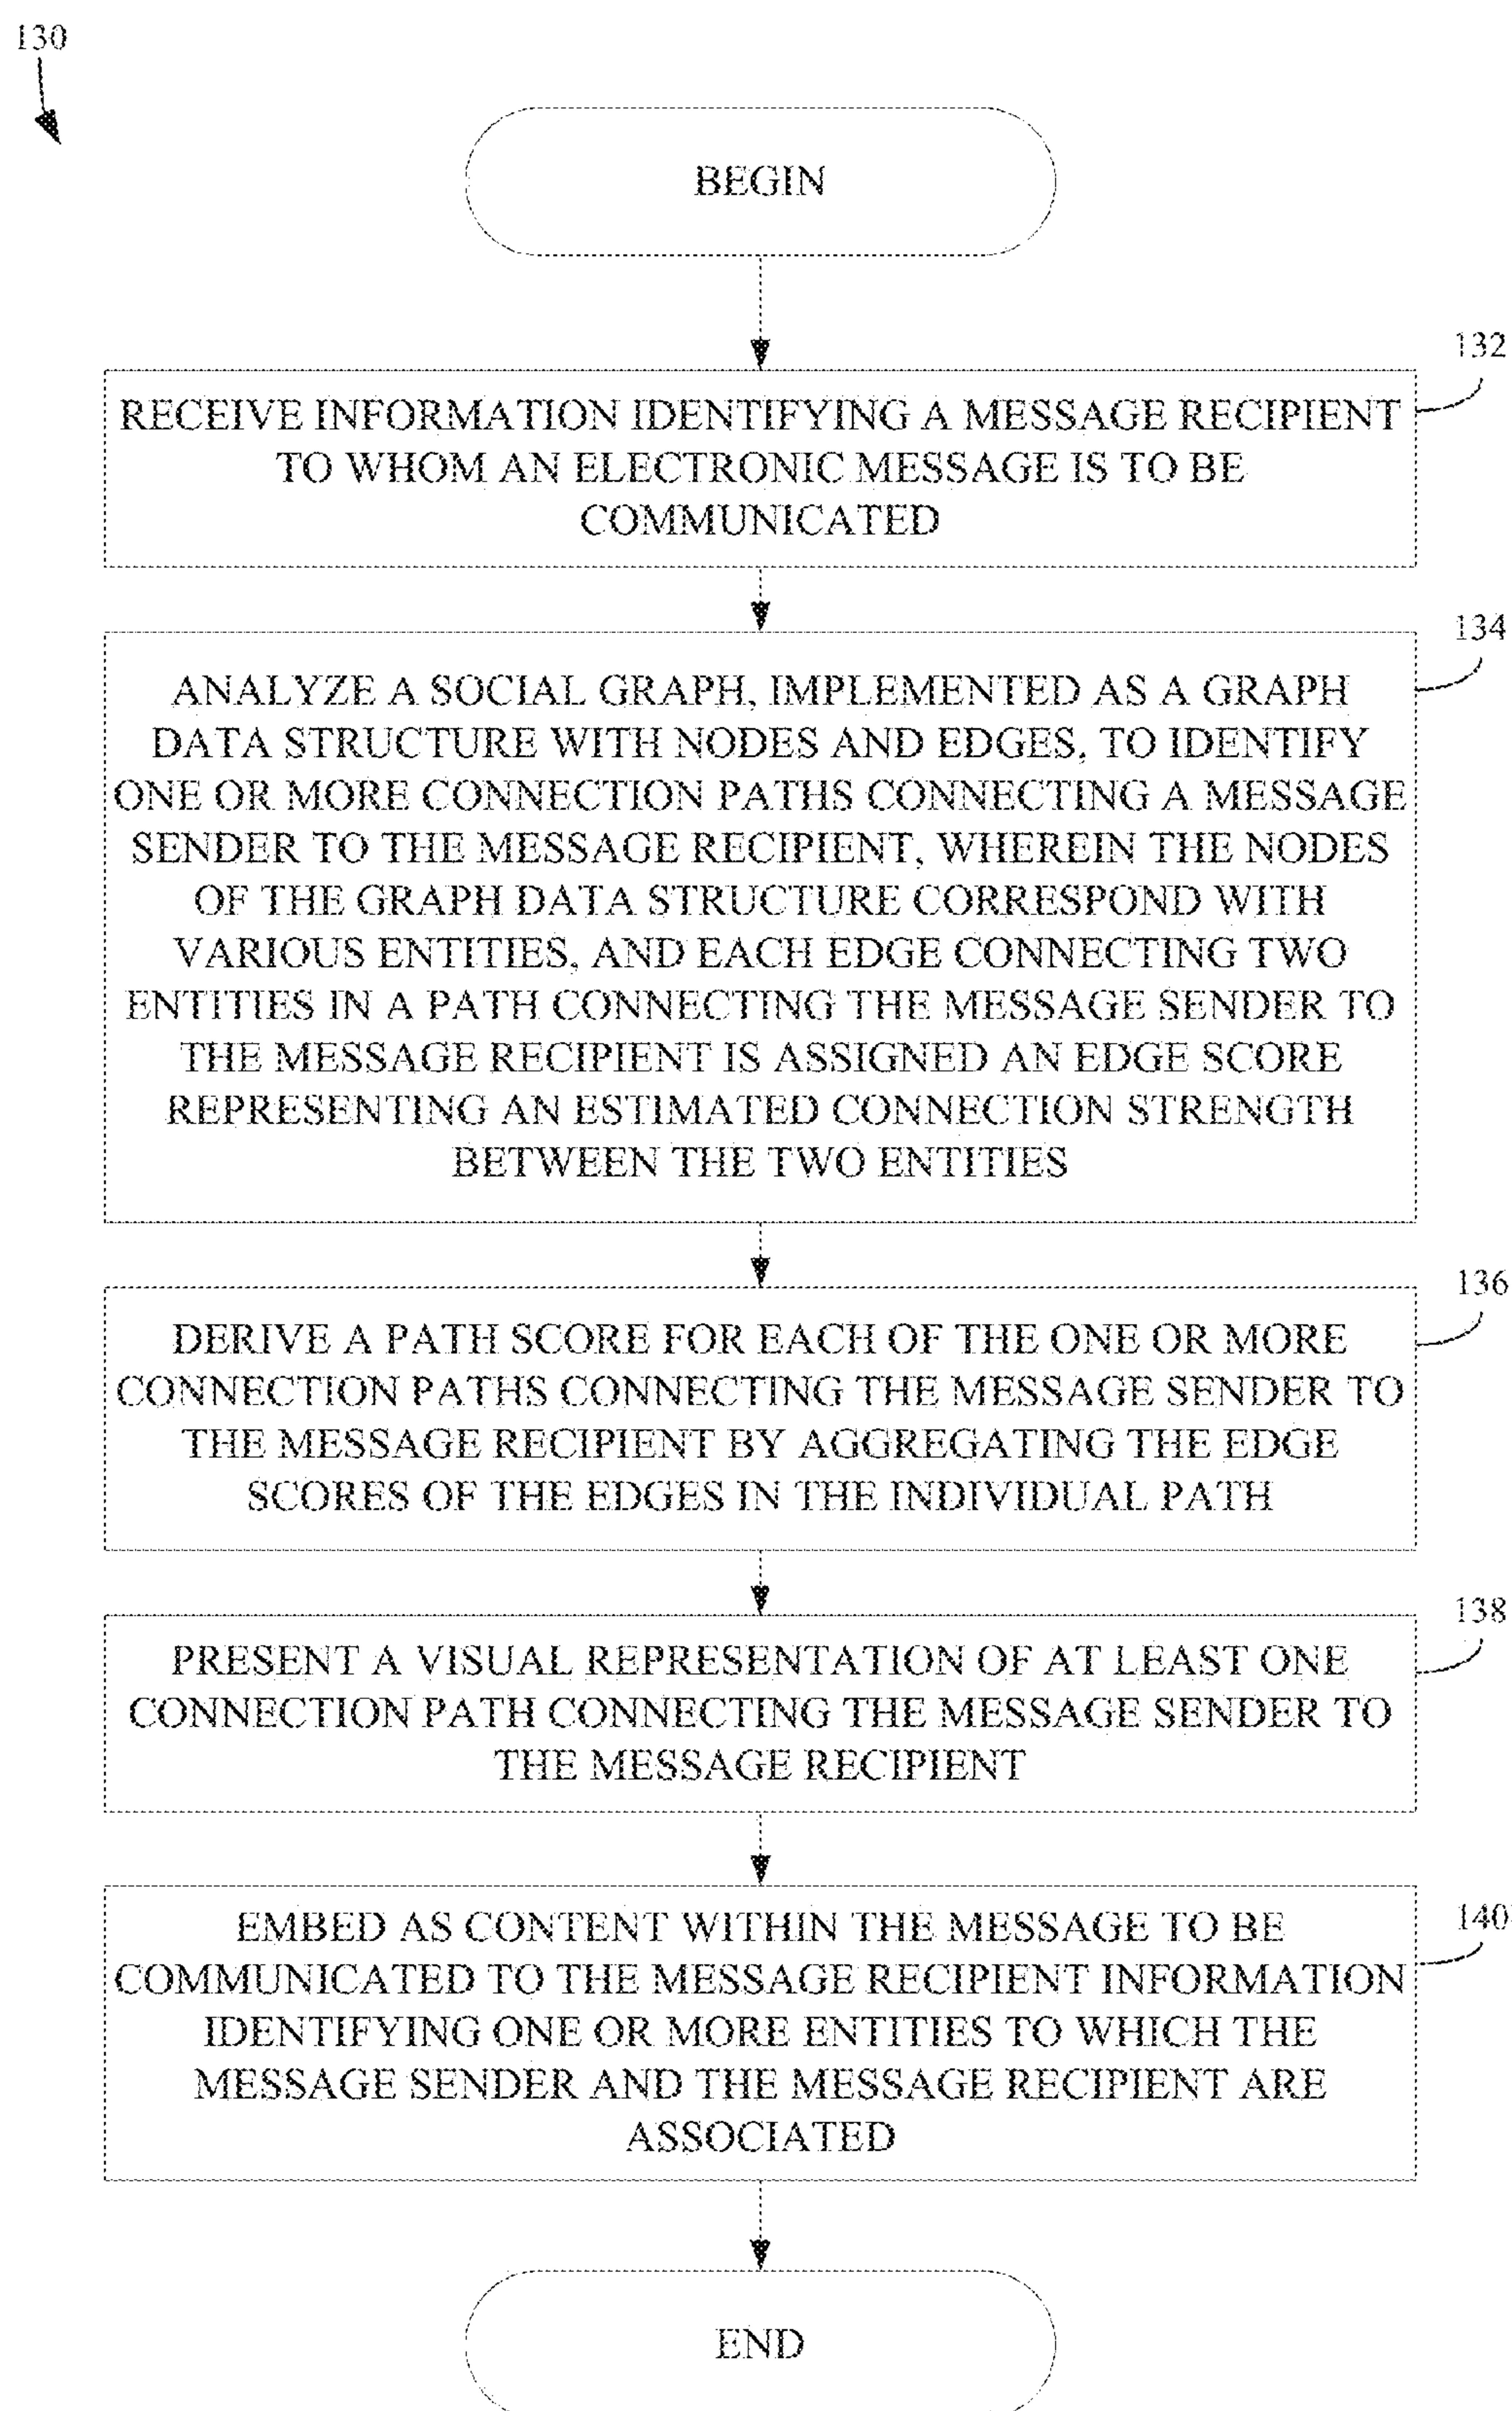 130
BEGIN
132
RECEIVE INFORMATION IDENTIFYING A MESSAGE RECIPIENT
TO WHOM AN ELECTRONIC MESSAGE IS TO BE
COMMUNICATED
134
ANALYZE A SOCIAL GRAPH, IMPLEMENTED AS A GRAPH
DATA STRUCTURE WITH NODES AND EDGES, TO IDENTIFY
ONE OR MORE CONNECTION PATHS CONNECTING A MESSAGE
SENDER TO THE MESSAGE RECIPIENT, WHEREIN THE NODES
OF THE GRAPH DATA STRUCTURE CORRESPOND WITH
VARIOUS ENTITIES, AND EACH EDGE CONNECTING TWO
ENTITIES IN A PATH CONNECTING THE MESSAGE SENDER TO
THE MESSAGE RECIPIENT IS ASSIGNED AN EDGE SCORE
REPRESENTING AN ESTIMATED CONNECTION STRENGTH
BETWEEN THE TWO ENTITIES
136
DERIVE A PATH SCORE FOR EACH OF THE ONE OR MORE
CONNECTION PATHS CONNECTING THE MESSAGE SENDER TO
THE MESSAGE RECIPIENT BY AGGREGATING THE EDGE
SCORES OF THE EDGES IN THE INDIVIDUAL PATH
138
PRESENT A VISUAL REPRESENTATION OF AT LEAST ONE
CONNECTION PATH CONNECTING THE MESSAGE SENDER TO
THE MESSAGE RECIPIENT
140
EMBED AS CONTENT WITHIN THE MESSAGE TO BE
COMMUNICATED TO THE MESSAGE RECIPIENT INFORMATION
IDENTIFYING ONE OR MORE ENTITIES TO WHICH THE
MESSAGE SENDER AND THE MESSAGE RECIPIENT ARE
ASSOCIATED
END